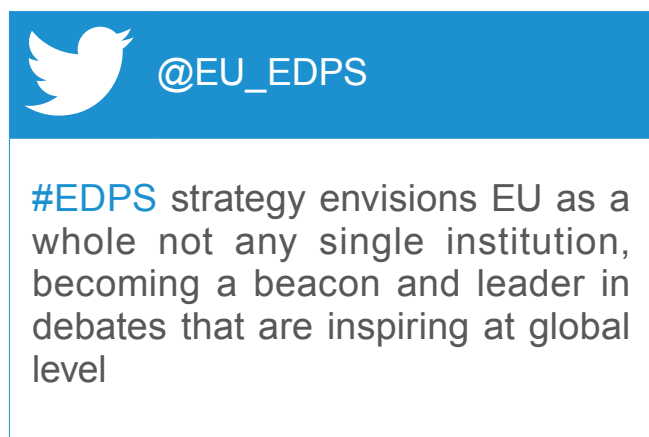 @EU_EDPS
#EDPS strategy envisions EU as a
whole not any single institution,
becoming a beacon and leader in
debates that are inspiring at global
level